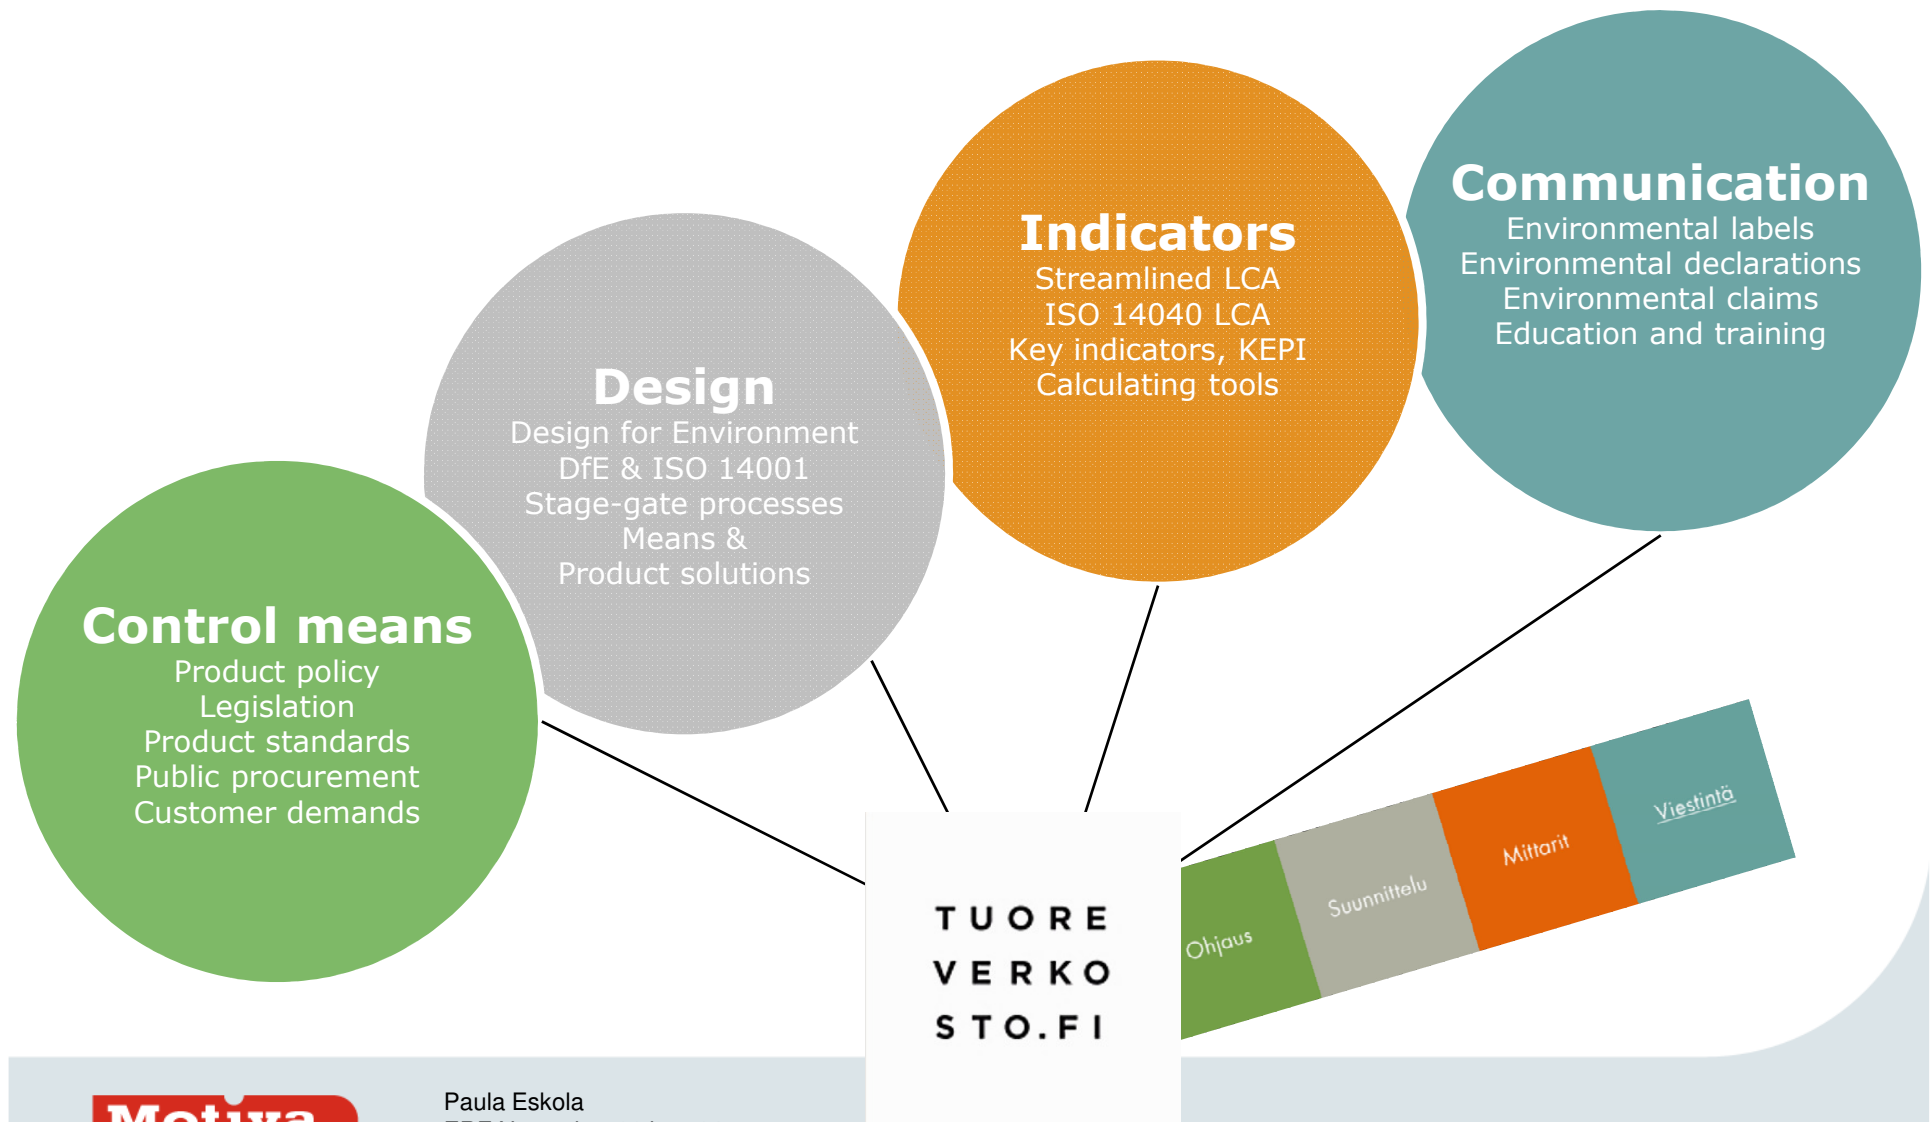 Communication
Environmental labels
Environmental declarations
Environmental claims
Education and training
Indicators
Streamlined LCA
ISO 14040 LCA
Key indicators, KEPI
Calculating tools
Design
Design for Environment
DfE & ISO 14001
Stage-gate processes
Means &
Product solutions
Control means
Product policy
Legislation
Product standards
Public procurement
Customer demands
TUORE
VERKO
STO.FI
Ohjaus
Suunnittelu
Mittarit
Viestintä
Motiva
Paula Eskola